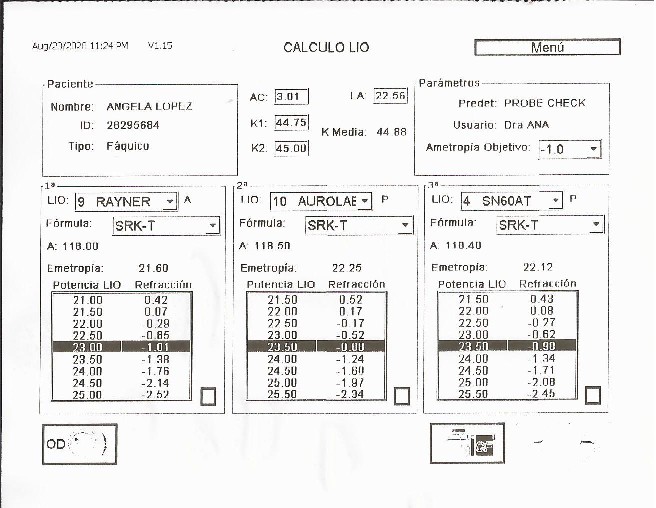 Aug/20/2020 11:24 PM V1.15 CALCULO LIO Menú
Paciente
Nombre: ANGELA LOPEZ
ID: 28295684
Tipo: Fáquico
AC: 3.01 LA: 22.56
K1: 44.75 K Media: 44.88
K2: 45.00
Parámetros
Predet: PROBE CHECK
Usuario: Dra ANA
Ametropía Objetivo: -1.0
1ª
LIO: 9 RAYNER A
Fórmula: SRK-T
A: 118.00
Emetropía: 21.60
Potencia LIO Refracción
21.00 0.42
21.50 0.07
22.00 0.29
22.50 -0.65
23.00 -1.01
23.50 -1.38
24.00 -1.76
24.50 -2.14
25.00 -2.52
2ª
LIO: 10 AUROLAB P
Fórmula: SRK-T
A: 118.50
Emetropía: 22.25
Potencia LIO Refracción
21.50 0.52
22.00 0.17
22.50 -0.17
23.00 -0.52
23.50
24.00 -1.24
24.50 -1.60
25.00 -1.97
25.50 -2.34
3ª
LIO: 4 SN60AT P
Fórmula: SRK-T
A: 118.40
Emetropía: 22.12
Potencia LIO Refracción
21.50 0.43
22.00 0.08
22.50 -0.27
23.00 -0.62
23.50 -0.98
24.00 1.34
24.50 -1.71
25.00 -2.08
25.50 -2.45
OD